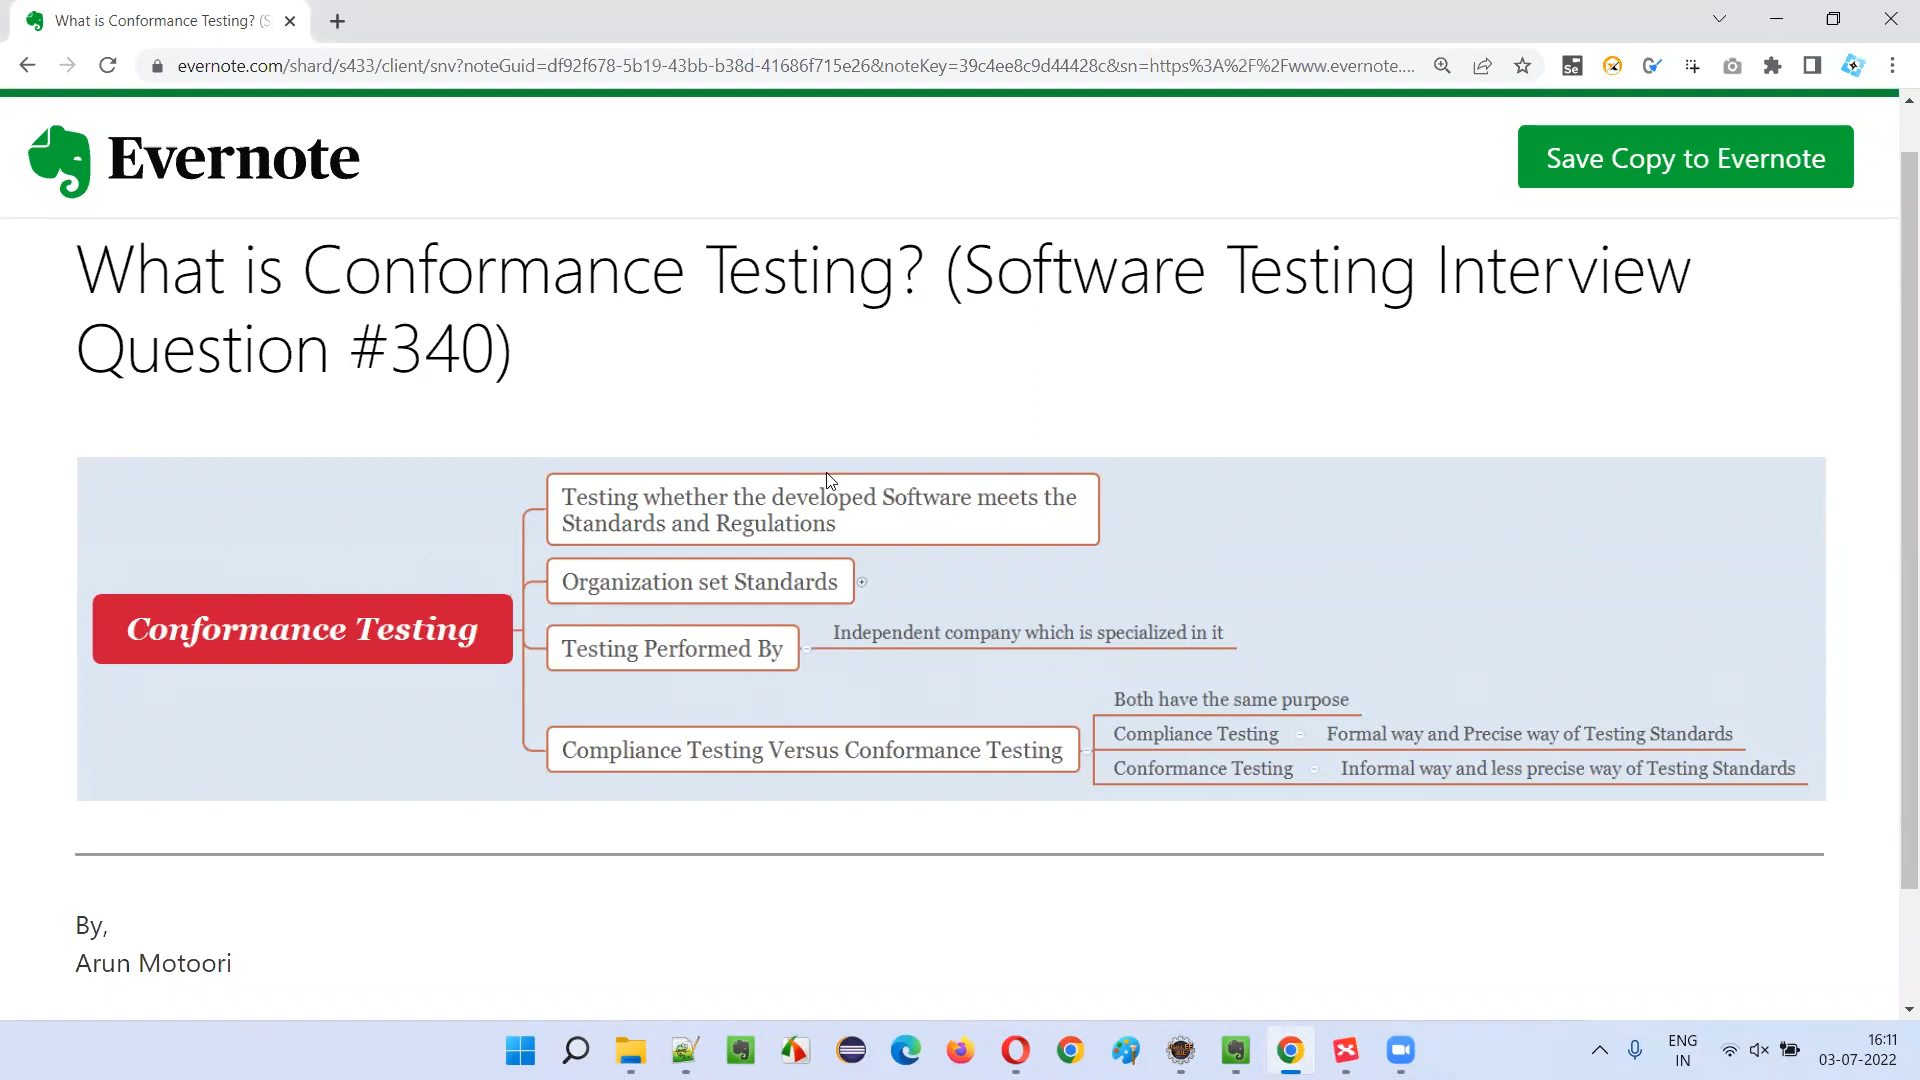 What is Conformance Testing? (S
evernote.com/shard/s433/client/snv?noteGuid=df92f678-5b19-43bb-b38d-41686f715e26&noteKey=39c4ee8c9d44428c&sn=https%3A%2F%2Fwww.evernote....
Evernote
Save Copy to Evernote
What is Conformance Testing? (Software Testing Interview
Question #340)
Testing whether the developed Software meets the
Standards and Regulations
Organization set Standards
Conformance Testing
Testing Performed By
Independent company which is specialized in it
Compliance Testing Versus Conformance Testing
Both have the same purpose
Compliance Testing Formal way and Precise way of Testing Standards
Conformance Testing Informal way and less precise way of Testing Standards
By,
Arun Motoori
ENG
IN
16:11
03-07-2022